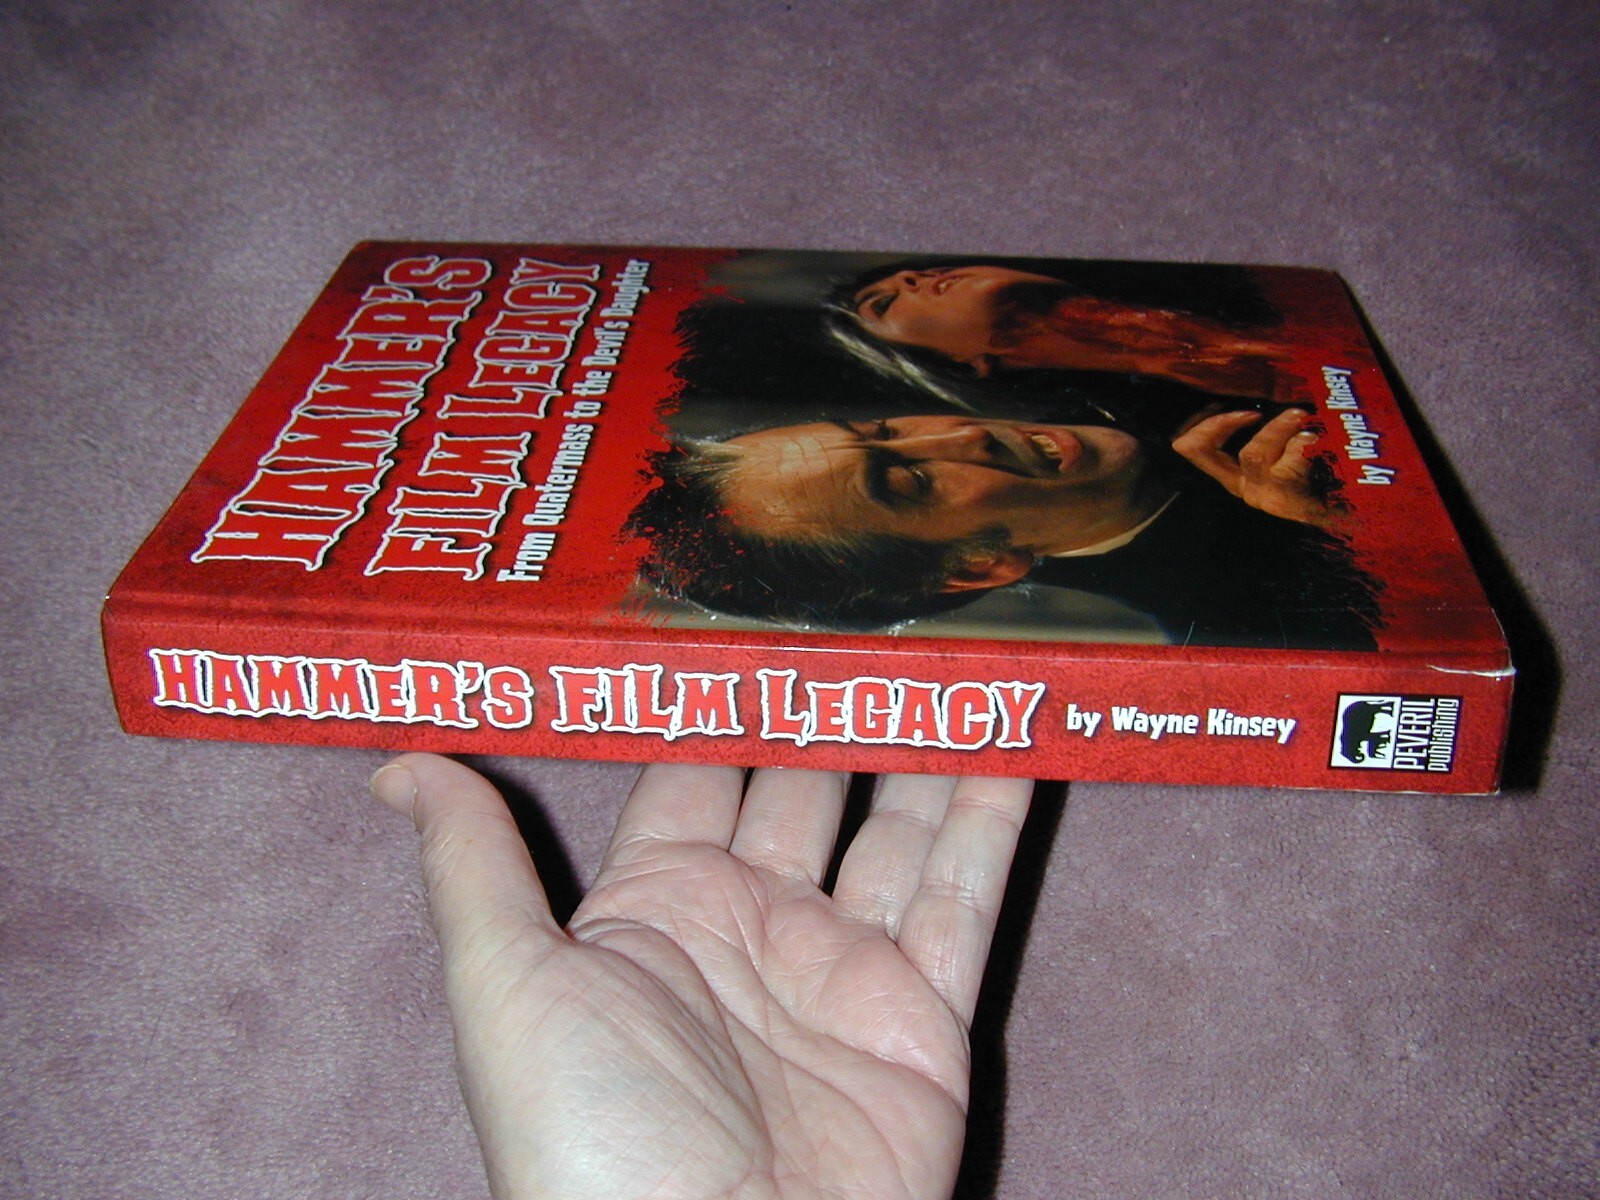 HAMMER'S
FILM LEGACY
From Quatermass to the Devil's Daughter
by Wayne Kinsey
HAMMER'S FILM LEGACY by Wayne Kinsey
PEVERIL
publishing